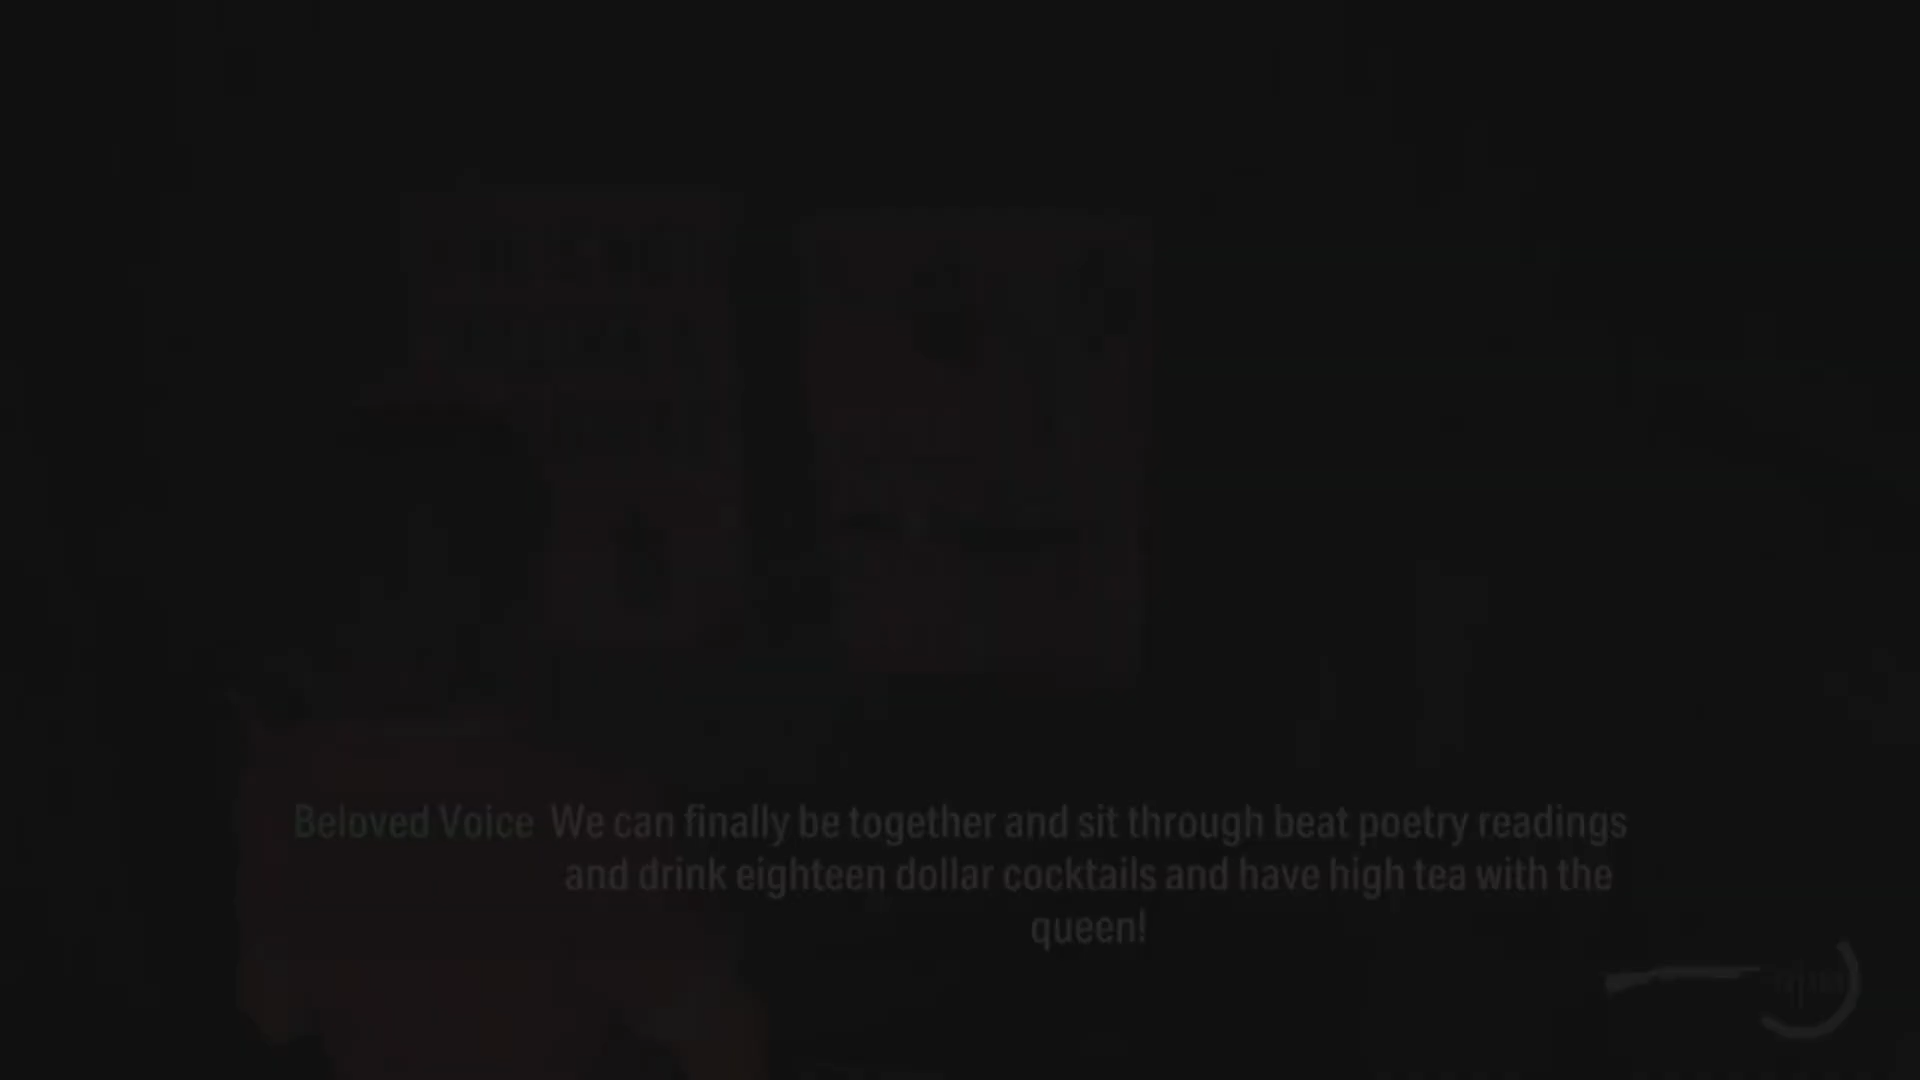 Beloved Voice We can finally be together and sit through beat poetry readings
and drink eighteen dollar cocktails and have high tea with the
queen!